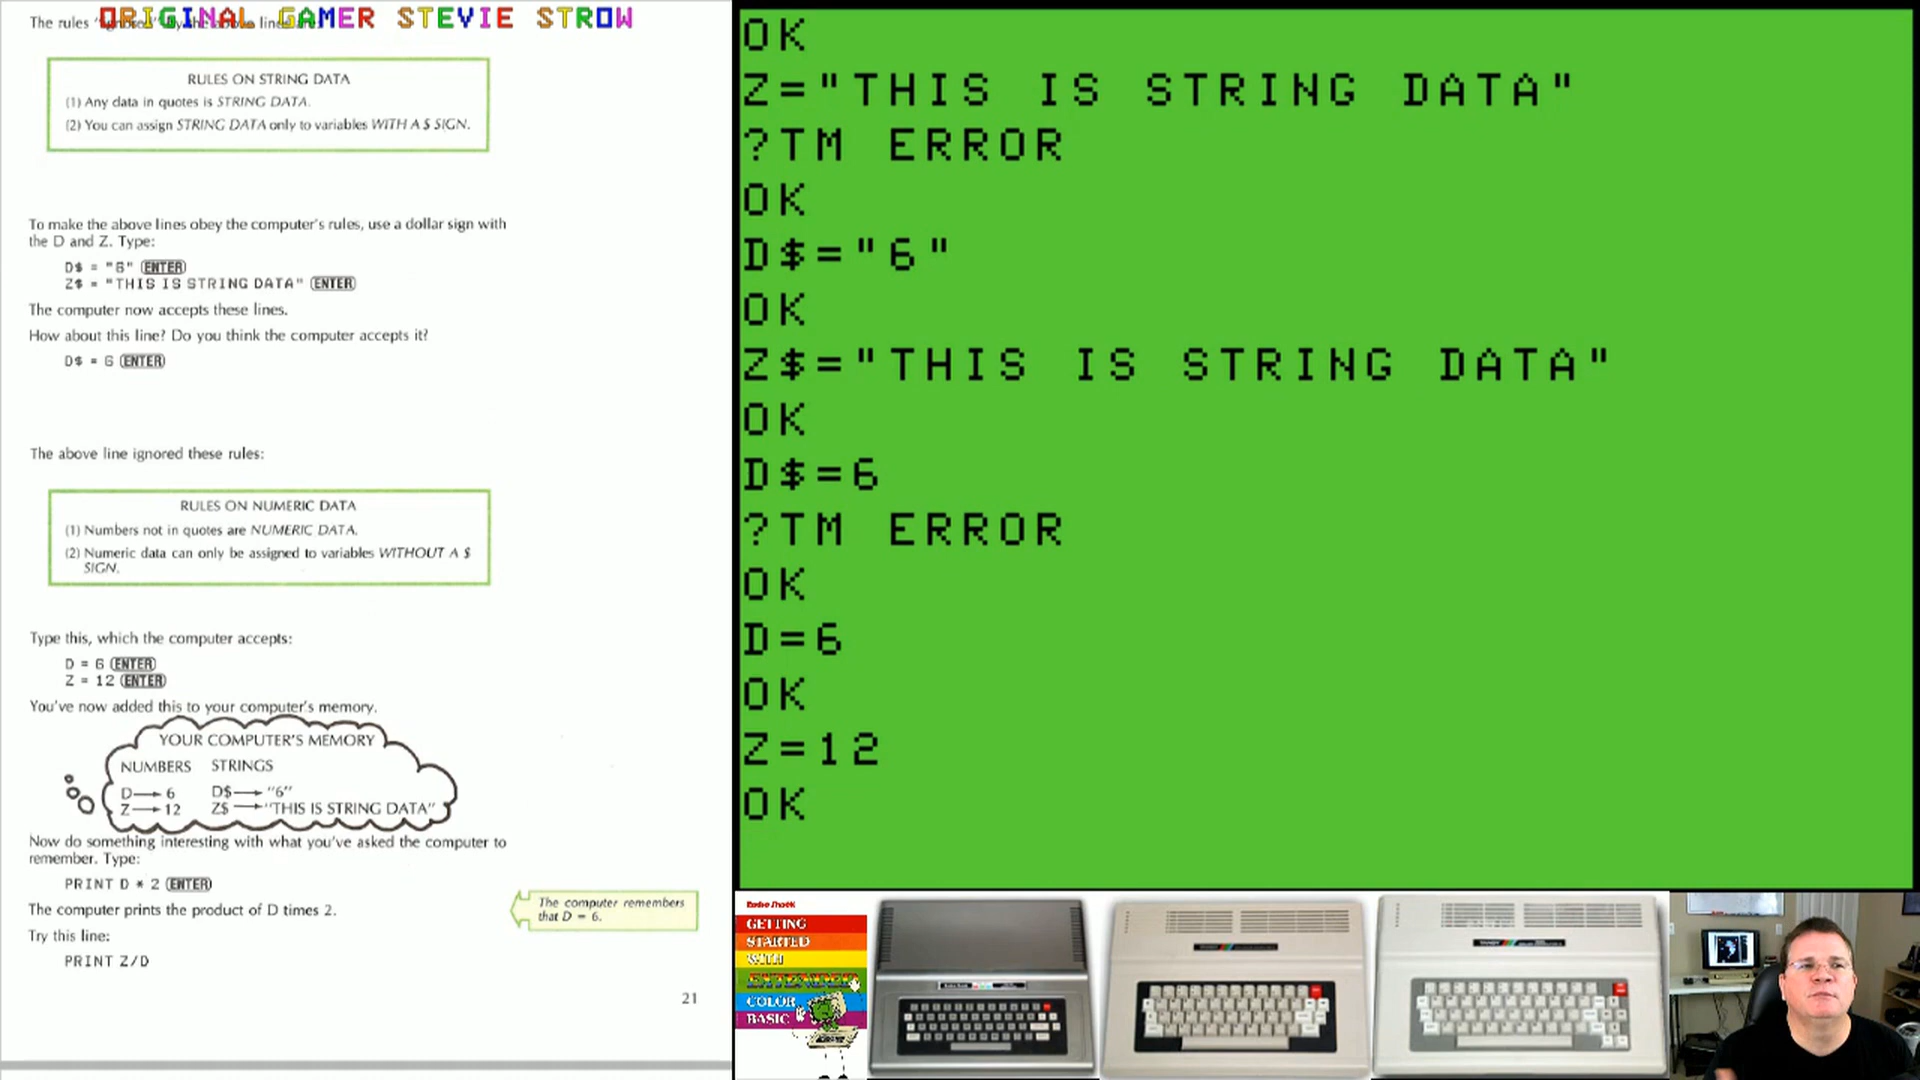 ORIGINAL GAMER STEVIE STROW
The rules
RULES ON STRING DATA
(1) Any data in quotes is STRING DATA.
(2) You can assign STRING DATA only to variables WITH A $ SIGN.
To make the above lines obey the computer's rules, use a dollar sign with
the D and Z. Type:
D$ = "6" ENTER
Z$ = "THIS IS STRING DATA" ENTER
The computer now accepts these lines.
How about this line? Do you think the computer accepts it?
D$ = 6 ENTER
The above line ignored these rules:
RULES ON NUMERIC DATA
(1) Numbers not in quotes are NUMERIC DATA.
(2) Numeric data can only be assigned to variables WITHOUT A $
SIGN.
Type this, which the computer accepts:
D = 6 ENTER
Z = 12 ENTER
You've now added this to your computer's memory.
YOUR COMPUTER'S MEMORY
NUMBERS STRINGS
D→ 6 D$→ "6"
Z→ 12 Z$→ "THIS IS STRING DATA"
Now do something interesting with what you've asked the computer to
remember. Type:
PRINT D * 2 ENTER
The computer prints the product of D times 2.
The computer remembers
that D = 6.
Try this line:
PRINT Z/D
21
OK
Z="THIS IS STRING DATA"
?TM ERROR
OK
D$="6"
OK
Z$="THIS IS STRING DATA"
OK
D$=6
?TM ERROR
OK
D=6
OK
Z=12
OK
Radio Shack
GETTING
STARTED
WITH
EXTENDED
COLOR
BASIC